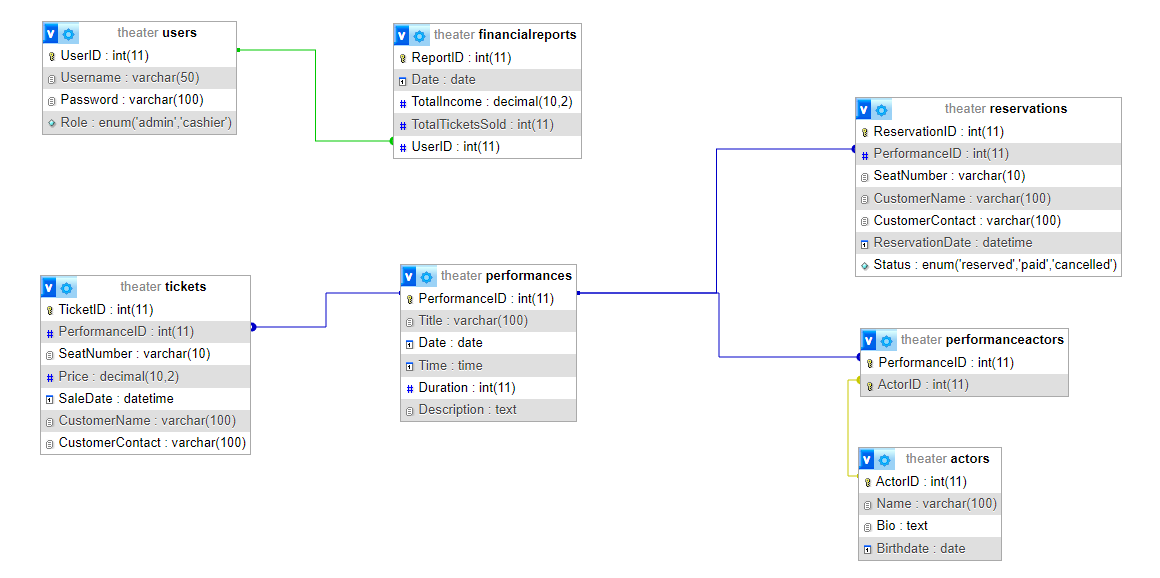 theater users
UserID : int(11)
Username : varchar(50)
Password : varchar(100)
Role : enum('admin','cashier')
theater financialreports
ReportID : int(11)
Date : date
TotalIncome : decimal(10,2)
TotalTicketsSold : int(11)
UserID : int(11)
theater reservations
ReservationID : int(11)
PerformanceID : int(11)
SeatNumber : varchar(10)
CustomerName : varchar(100)
CustomerContact : varchar(100)
ReservationDate : datetime
Status : enum('reserved','paid','cancelled')
theater tickets
TicketID : int(11)
PerformanceID : int(11)
SeatNumber : varchar(10)
Price : decimal(10,2)
SaleDate : datetime
CustomerName : varchar(100)
CustomerContact : varchar(100)
theater performances
PerformanceID : int(11)
Title : varchar(100)
Date : date
Time : time
Duration : int(11)
Description : text
theater performanceactors
PerformanceID : int(11)
ActorID : int(11)
theater actors
ActorID : int(11)
Name : varchar(100)
Bio : text
Birthdate : date